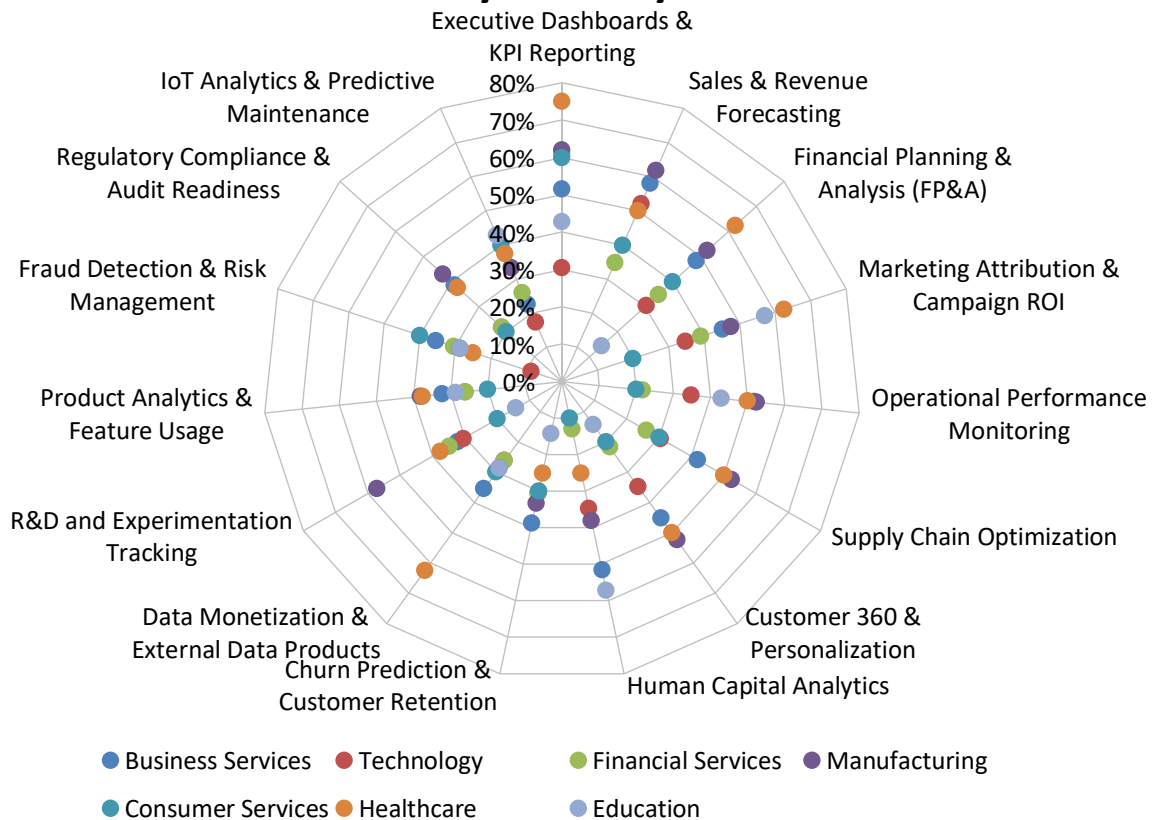 Executive Dashboards &
KPI Reporting
Sales & Revenue
Forecasting
Financial Planning &
Analysis (FP&A)
Marketing Attribution &
Campaign ROI
Operational Performance
Monitoring
Supply Chain Optimization
Customer 360 &
Personalization
Human Capital Analytics
Churn Prediction &
Customer Retention
Data Monetization &
External Data Products
R&D and Experimentation
Tracking
Product Analytics &
Feature Usage
Fraud Detection & Risk
Management
Regulatory Compliance &
Audit Readiness
IoT Analytics & Predictive
Maintenance
80%
70%
60%
50%
40%
30%
20%
10%
0%
Business Services
Technology
Financial Services
Manufacturing
Consumer Services
Healthcare
Education